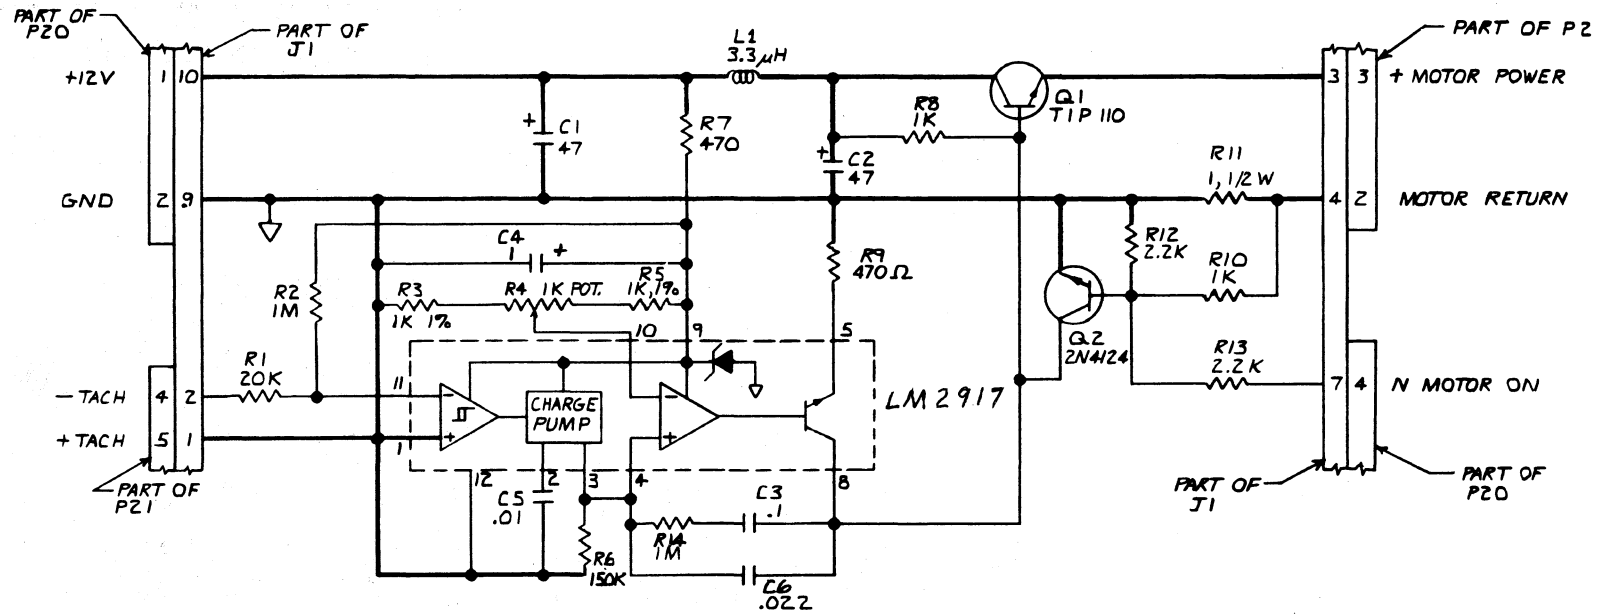 PART OF
P20
PART OF
J1
+12V
1
10
GND
2
9
R1
20K
R2
1M
- TACH
4
2
+ TACH
5
1
PART OF
P21
+
C1
47
R7
470
L1
3.3 µH
+
C2
47
R8
1K
Q1
TIP 110
C4
1
+
R3
1K 1%
R4
1K POT.
R5
1K, 1%
10
9
R9
470 Ω
5
11
1
-
+
CHARGE
PUMP
-
+
LM2917
12
2
3
4
8
C5
.01
R6
150K
R14
1M
C3
.1
C6
.022
R11
1, 1/2 W
R12
2.2K
R10
1K
Q2
2N4124
R13
2.2K
PART OF P2
3
3
+ MOTOR POWER
4
2
MOTOR RETURN
7
4
N MOTOR ON
PART OF
J1
PART OF
P20